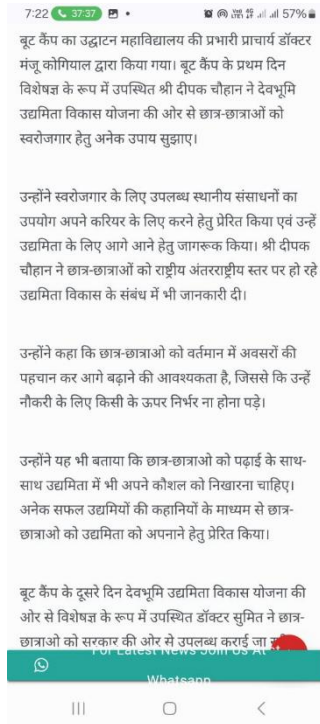 7:22 37:37 57%
बूट कैंप का उद्घाटन महाविद्यालय की प्रभारी प्राचार्य डॉक्टर
मंजू कोगियाल द्वारा किया गया। बूट कैंप के प्रथम दिन
विशेषज्ञ के रूप में उपस्थित श्री दीपक चौहान ने देवभूमि
उद्यमिता विकास योजना की ओर से छात्र-छात्राओं को
स्वरोजगार हेतु अनेक उपाय सुझाए।
उन्होंने स्वरोजगार के लिए उपलब्ध स्थानीय संसाधनों का
उपयोग अपने करियर के लिए करने हेतु प्रेरित किया एवं उन्हें
उद्यमिता के लिए आगे आने हेतु जागरूक किया। श्री दीपक
चौहान ने छात्र-छात्राओं को राष्ट्रीय अंतरराष्ट्रीय स्तर पर हो रहे
उद्यमिता विकास के संबंध में भी जानकारी दी।
उन्होंने कहा कि छात्र-छात्राओ को वर्तमान में अवसरों की
पहचान कर आगे बढ़ाने की आवश्यकता है, जिससे कि उन्हें
नौकरी के लिए किसी के ऊपर निर्भर ना होना पड़े।
उन्होंने यह भी बताया कि छात्र-छात्राओ को पढ़ाई के साथ-
साथ उद्यमिता में भी अपने कौशल को निखारना चाहिए।
अनेक सफल उद्यमियों की कहानियों के माध्यम से छात्र-
छात्राओ को उद्यमिता को अपनाने हेतु प्रेरित किया।
बूट कैंप के दूसरे दिन देवभूमि उद्यमिता विकास योजना की
ओर से विशेषज्ञ के रूप में उपस्थित डॉक्टर सुमित ने छात्र-
छात्राओ को सरकार की ओर से उपलब्ध कराई जा
For Latest News Join Us At
Whatsapp